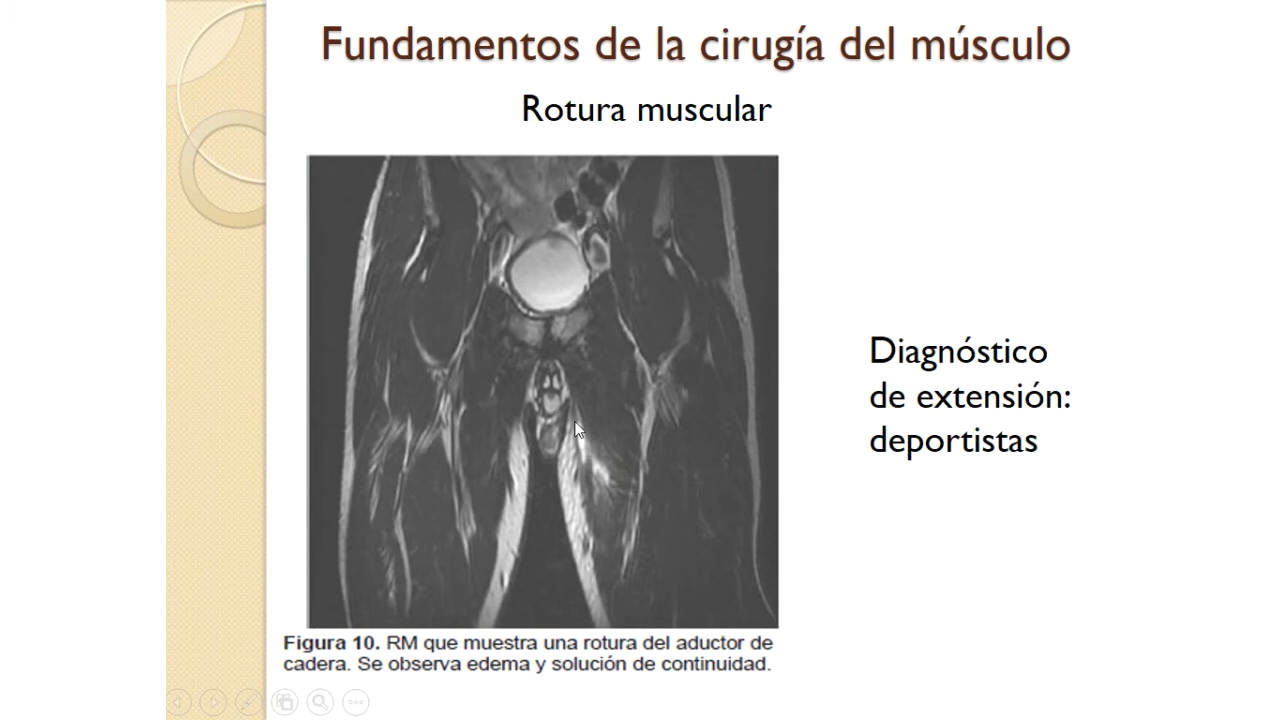 Fundamentos de la cirugía del músculo
Rotura muscular
Diagnóstico
de extensión:
deportistas
Figura 10. RM que muestra una rotura del aductor de
cadera. Se observa edema y solución de continuidad.